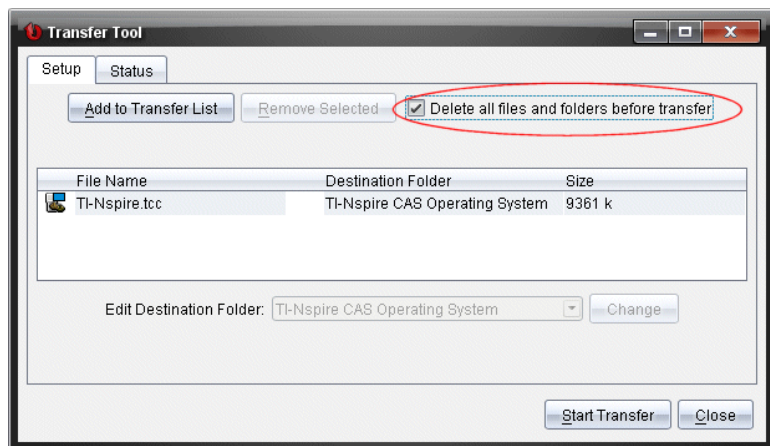 Transfer Tool
Setup Status
Add to Transfer List Remove Selected Delete all files and folders before transfer
File Name Destination Folder Size
TI-Nspire.tcc TI-Nspire CAS Operating System 9361 k
Edit Destination Folder: TI-Nspire CAS Operating System Change
Start Transfer Close